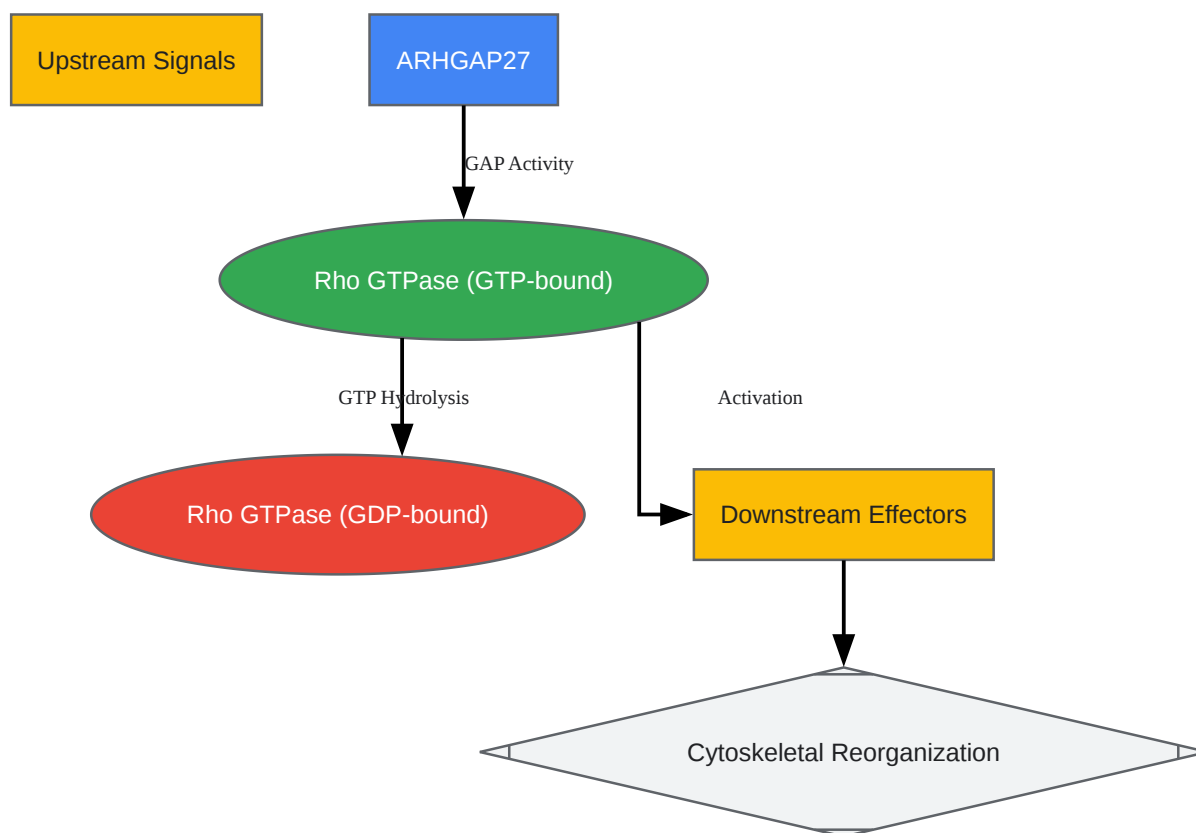 Upstream Signals
ARHGAP27
GAP Activity
Rho GTPase (GTP-bound)
GTP Hydrolysis
Activation
Rho GTPase (GDP-bound)
Downstream Effectors
Cytoskeletal Reorganization